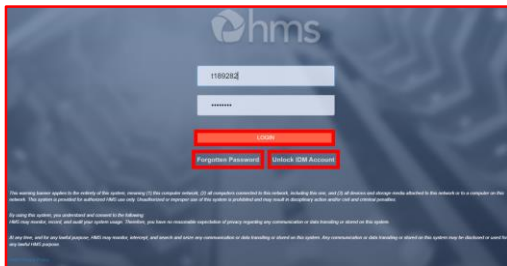 hms
t189282
••••••••
LOGIN
Forgotten Password
Unlock IDM Account
This warning banner applies to the entirety of this system, meaning (1) this computer network, (2) all computers connected to this network, including this one, and (3) all devices and storage media attached to this network or to a computer on this
network. This system is provided for authorized HMS use only. Unauthorized or improper use of this system is prohibited and may result in disciplinary action and/or civil and criminal penalties.
By using this system, you understand and consent to the following:
HMS may monitor, record, and audit your system usage. Therefore, you have no reasonable expectation of privacy regarding any communication or data transiting or stored on this system.
At any time, and for any lawful purpose, HMS may monitor, intercept, and search and seize any communication or data transiting or stored on this system. Any communication or data transiting or stored on this system may be disclosed or used for
any lawful HMS purpose.